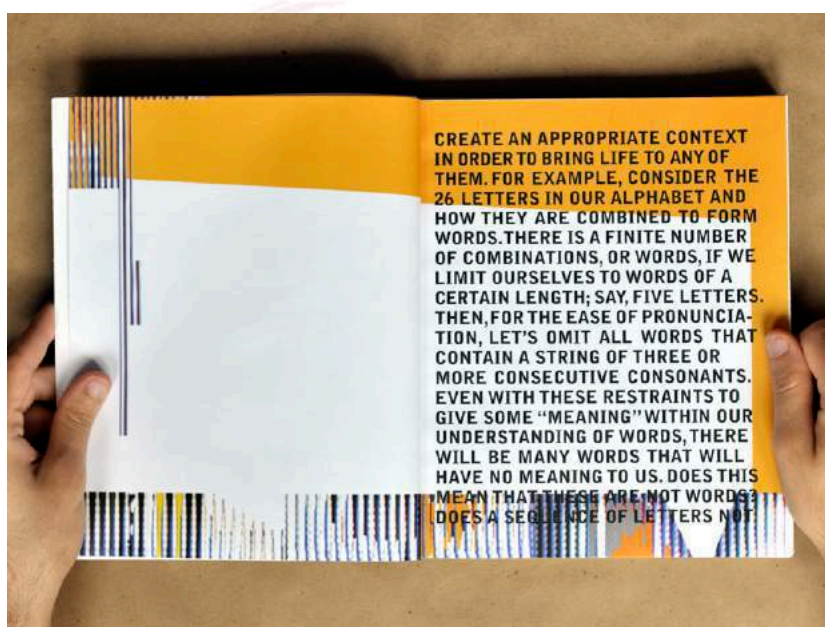 CREATE AN APPROPRIATE CONTEXT
IN ORDER TO BRING LIFE TO ANY OF
THEM. FOR EXAMPLE, CONSIDER THE
26 LETTERS IN OUR ALPHABET AND
HOW THEY ARE COMBINED TO FORM
WORDS.THERE IS A FINITE NUMBER
OF COMBINATIONS, OR WORDS, IF WE
LIMIT OURSELVES TO WORDS OF A
CERTAIN LENGTH; SAY, FIVE LETTERS.
THEN, FOR THE EASE OF PRONUNCIA-
TION, LET'S OMIT ALL WORDS THAT
CONTAIN A STRING OF THREE OR
MORE CONSECUTIVE CONSONANTS.
EVEN WITH THESE RESTRAINTS TO
GIVE SOME “MEANING” WITHIN OUR
UNDERSTANDING OF WORDS, THERE
WILL BE MANY WORDS THAT WILL
HAVE NO MEANING TO US. DOES THIS
MEAN THAT THESE ARE NOT WORDS?
DOES A SEQUENCE OF LETTERS NOT